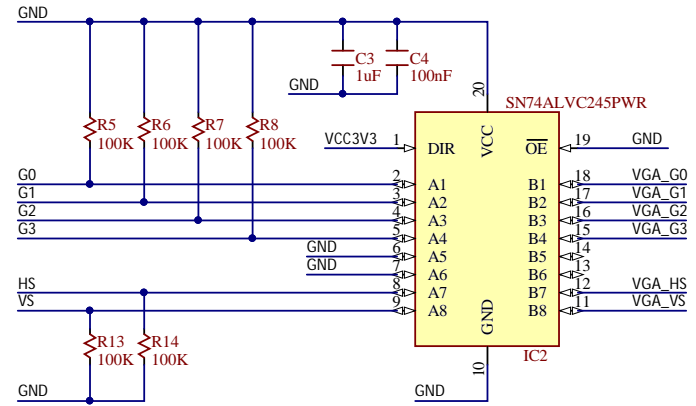 GND
C3
1uF
C4
100nF
GND
20
SN74ALVC245PWR
R5
100K
R6
100K
R7
100K
R8
100K
VCC3V3
1
DIR
VCC
OE
19
GND
G0
2
A1
B1
18
VGA_G0
G1
3
A2
B2
17
VGA_G1
G2
4
A3
B3
16
VGA_G2
G3
5
A4
B4
15
VGA_G3
GND
6
A5
B5
14
GND
7
A6
B6
13
HS
8
A7
B7
12
VGA_HS
VS
9
A8
B8
11
VGA_VS
GND
R13
100K
R14
100K
IC2
10
GND
GND